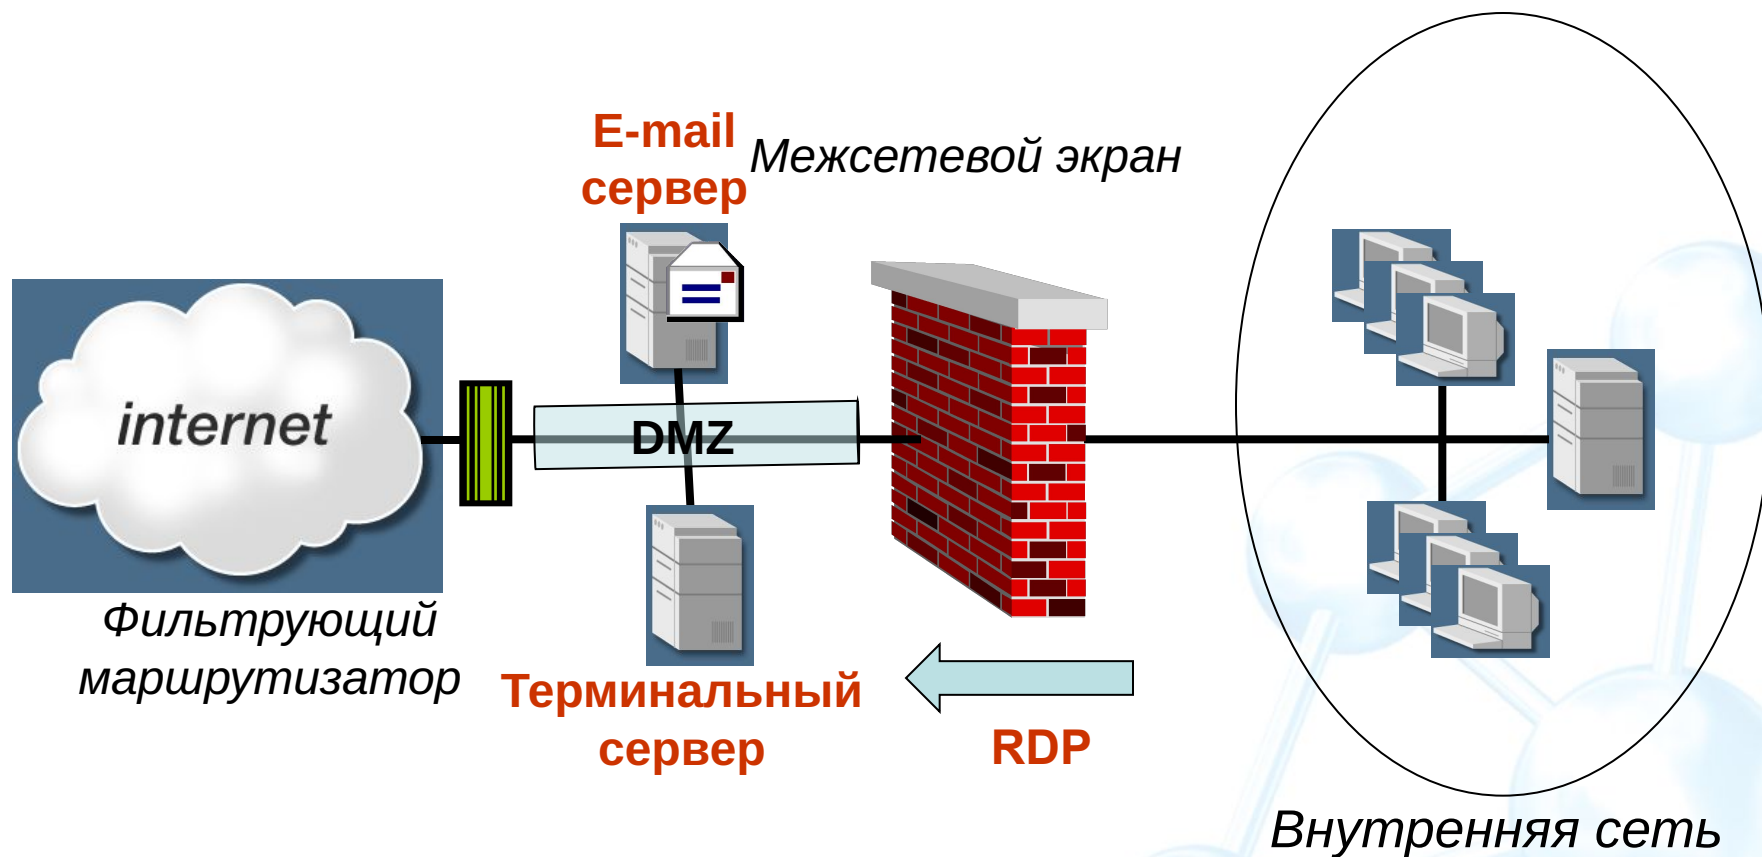 E-mail
сервер
Межсетевой экран
internet
DMZ
Фильтрующий
маршрутизатор
Терминальный
сервер
RDP
Внутренняя сеть